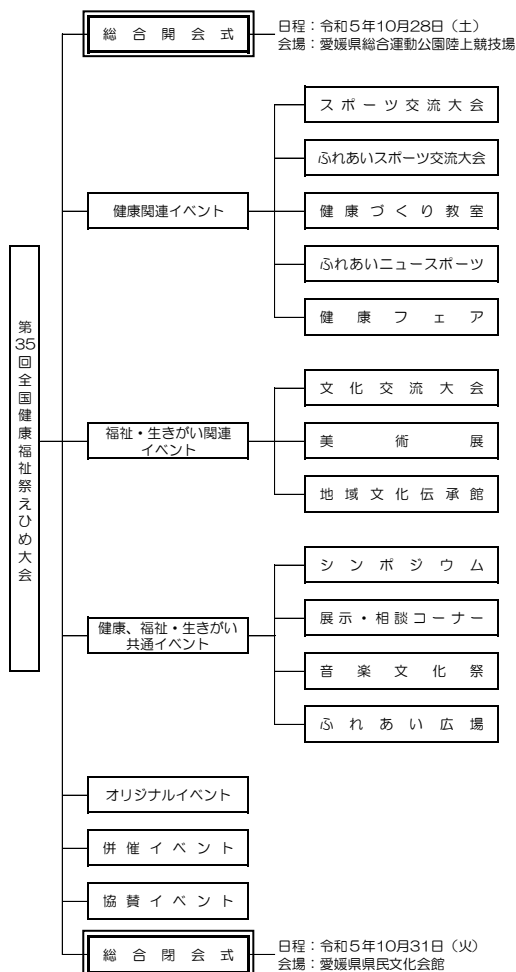 総合開会式
日程：令和5年10月28日（土）
会場：愛媛県総合運動公園陸上競技場
スポーツ交流大会
ふれあいスポーツ交流大会
健康関連イベント
健康づくり教室
ふれあいニュースポーツ
健康フェア
第35回全国健康福祉祭えひめ大会
文化交流大会
福祉・生きがい関連
イベント
美術展
地域文化伝承館
シンポジウム
健康、福祉・生きがい
共通イベント
展示・相談コーナー
音楽文化祭
ふれあい広場
オリジナルイベント
併催イベント
協賛イベント
総合閉会式
日程：令和5年10月31日（火）
会場：愛媛県県民文化会館